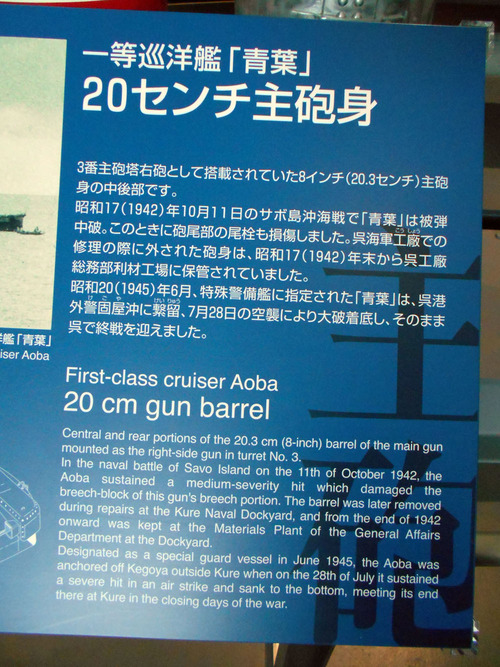 一等巡洋艦「青葉」
20センチ主砲身
3番主砲塔右砲として搭載されていた8インチ(20.3センチ)主砲
身の中後部です。
昭和17(1942)年10月11日のサボ島沖海戦で「青葉」は被弾
中破。このときに砲尾部の尾栓も損傷しました。呉海軍工廠での
こうしょう
修理の際に外された砲身は、昭和17(1942)年末から呉工廠
総務部利材工場に保管されていました。
昭和20(1945)年6月、特殊警備艦に指定された「青葉」は、呉港
外警固屋沖に繋留、7月28日の空襲により大破着底し、そのまま
けごや
けいりゅう
呉で終戦を迎えました。
First-class cruiser Aoba
20 cm gun barrel
Central and rear portions of the 20.3 cm (8-inch) barrel of the main gun
mounted as the right-side gun in turret No. 3.
In the naval battle of Savo Island on the 11th of October 1942, the
Aoba sustained a medium-severity hit which damaged the
breech-block of this gun's breech portion. The barrel was later removed
during repairs at the Kure Naval Dockyard, and from the end of 1942
onward was kept at the Materials Plant of the General Affairs
Department at the Dockyard.
Designated as a special guard vessel in June 1945, the Aoba was
anchored off Kegoya outside Kure when on the 28th of July it sustained
a severe hit in an air strike and sank to the bottom, meeting its end
there at Kure in the closing days of the war.
洋艦「青葉」
iser Aoba
主砲